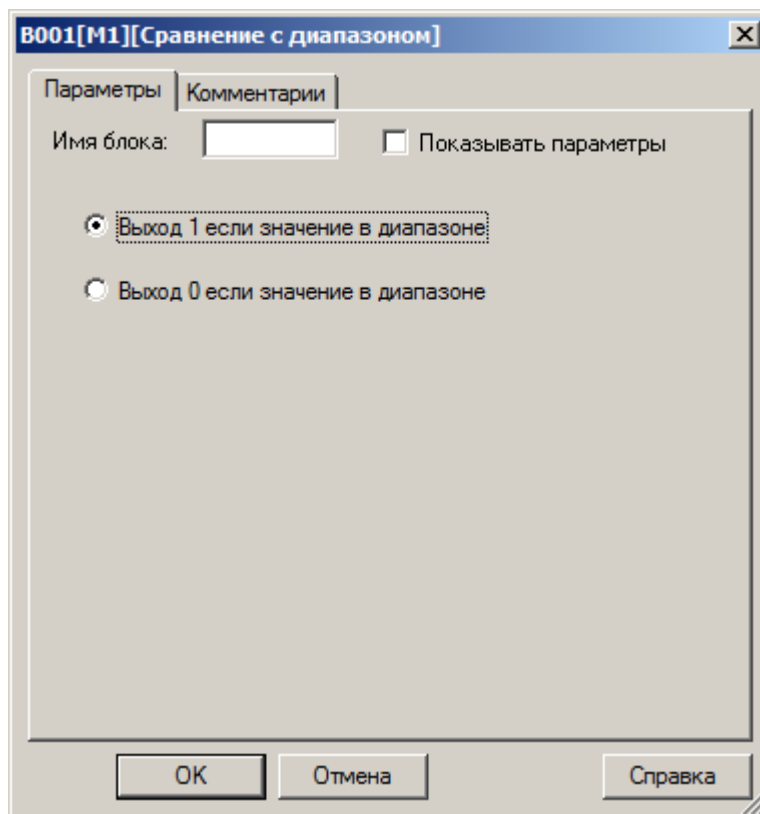 B001[M1][Сравнение с диапазоном]
Параметры Комментарии
Имя блока: Показывать параметры
Выход 1 если значение в диапазоне
Выход 0 если значение в диапазоне
OK Отмена Справка